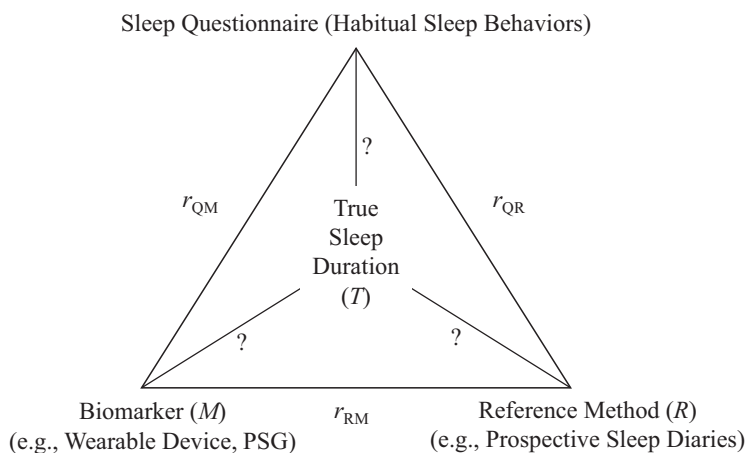 Sleep Questionnaire (Habitual Sleep Behaviors)
?
r_QM
r_QR
True
Sleep
Duration
(T)
?
?
Biomarker (M)
(e.g., Wearable Device, PSG)
r_RM
Reference Method (R)
(e.g., Prospective Sleep Diaries)